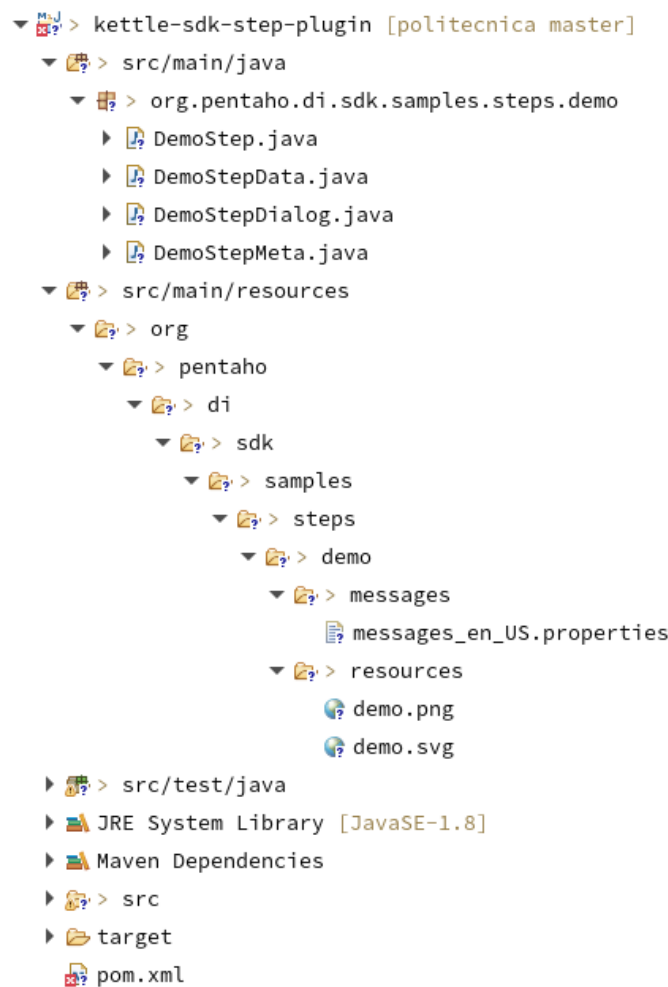 > kettle-sdk-step-plugin [politecnica master]
> src/main/java
> org.pentaho.di.sdk.samples.steps.demo
DemoStep.java
DemoStepData.java
DemoStepDialog.java
DemoStepMeta.java
> src/main/resources
> org
> pentaho
> di
> sdk
> samples
> steps
> demo
> messages
messages_en_US.properties
> resources
demo.png
demo.svg
> src/test/java
JRE System Library [JavaSE-1.8]
Maven Dependencies
> src
target
pom.xml